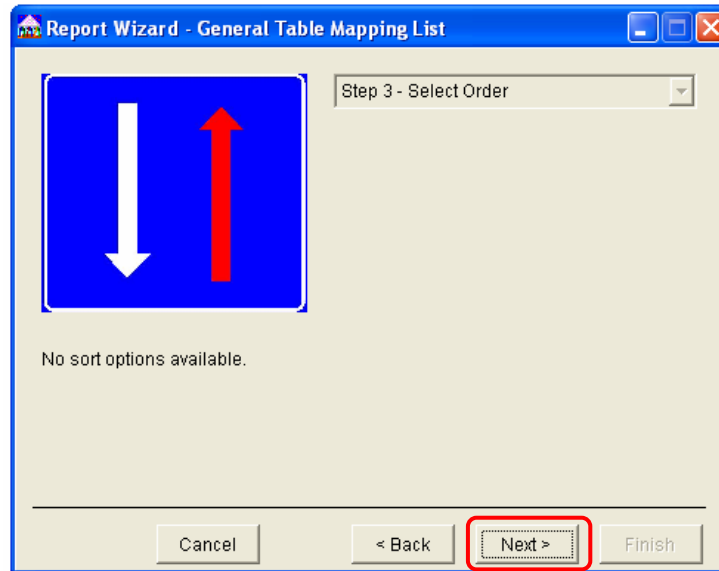 Report Wizard - General Table Mapping List
Step 3 - Select Order
No sort options available.
Cancel
< Back
Next >
Finish